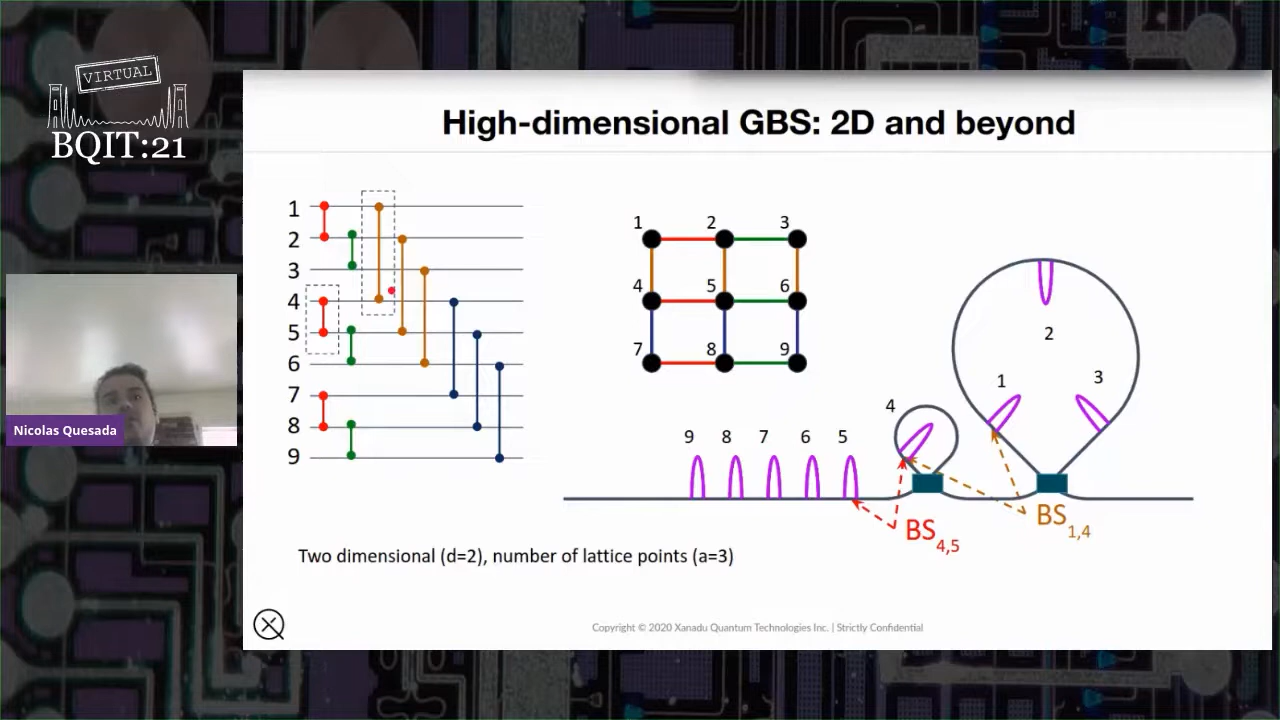 VIRTUAL
BQIT:21
Nicolas Quesada
High-dimensional GBS: 2D and beyond
1
2
3
4
5
6
7
8
9
1 2 3
4 5 6
7 8 9
9 8 7 6 5
4
1
2
3
BS4,5
BS1,4
Two dimensional (d=2), number of lattice points (a=3)
Copyright © 2020 Xanadu Quantum Technologies Inc. | Strictly Confidential